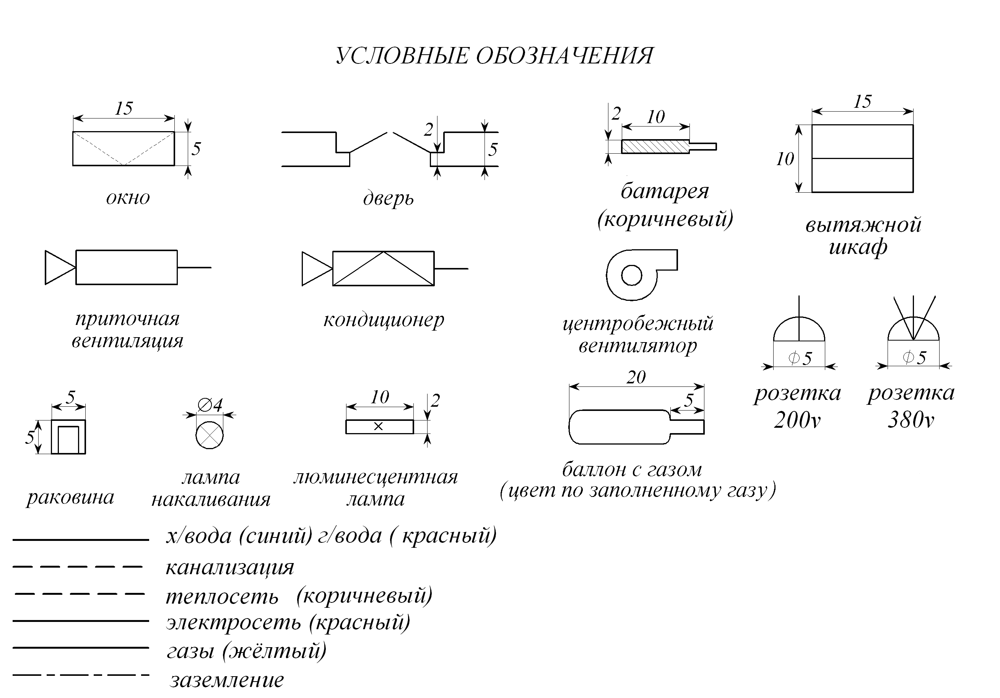 УСЛОВНЫЕ ОБОЗНАЧЕНИЯ
15
5
окно
2
5
дверь
2
10
батарея
(коричневый)
15
10
вытяжной
шкаф
приточная
вентиляция
кондиционер
центробежный
вентилятор
ϕ5
розетка
200v
ϕ5
розетка
380v
5
5
раковина
∅4
лампа
накаливания
10
2
люминесцентная
лампа
20
5
баллон с газом
(цвет по заполненному газу)
х/вода (синий) г/вода ( красный)
канализация
теплосеть (коричневый)
электросеть (красный)
газы (жёлтый)
заземление